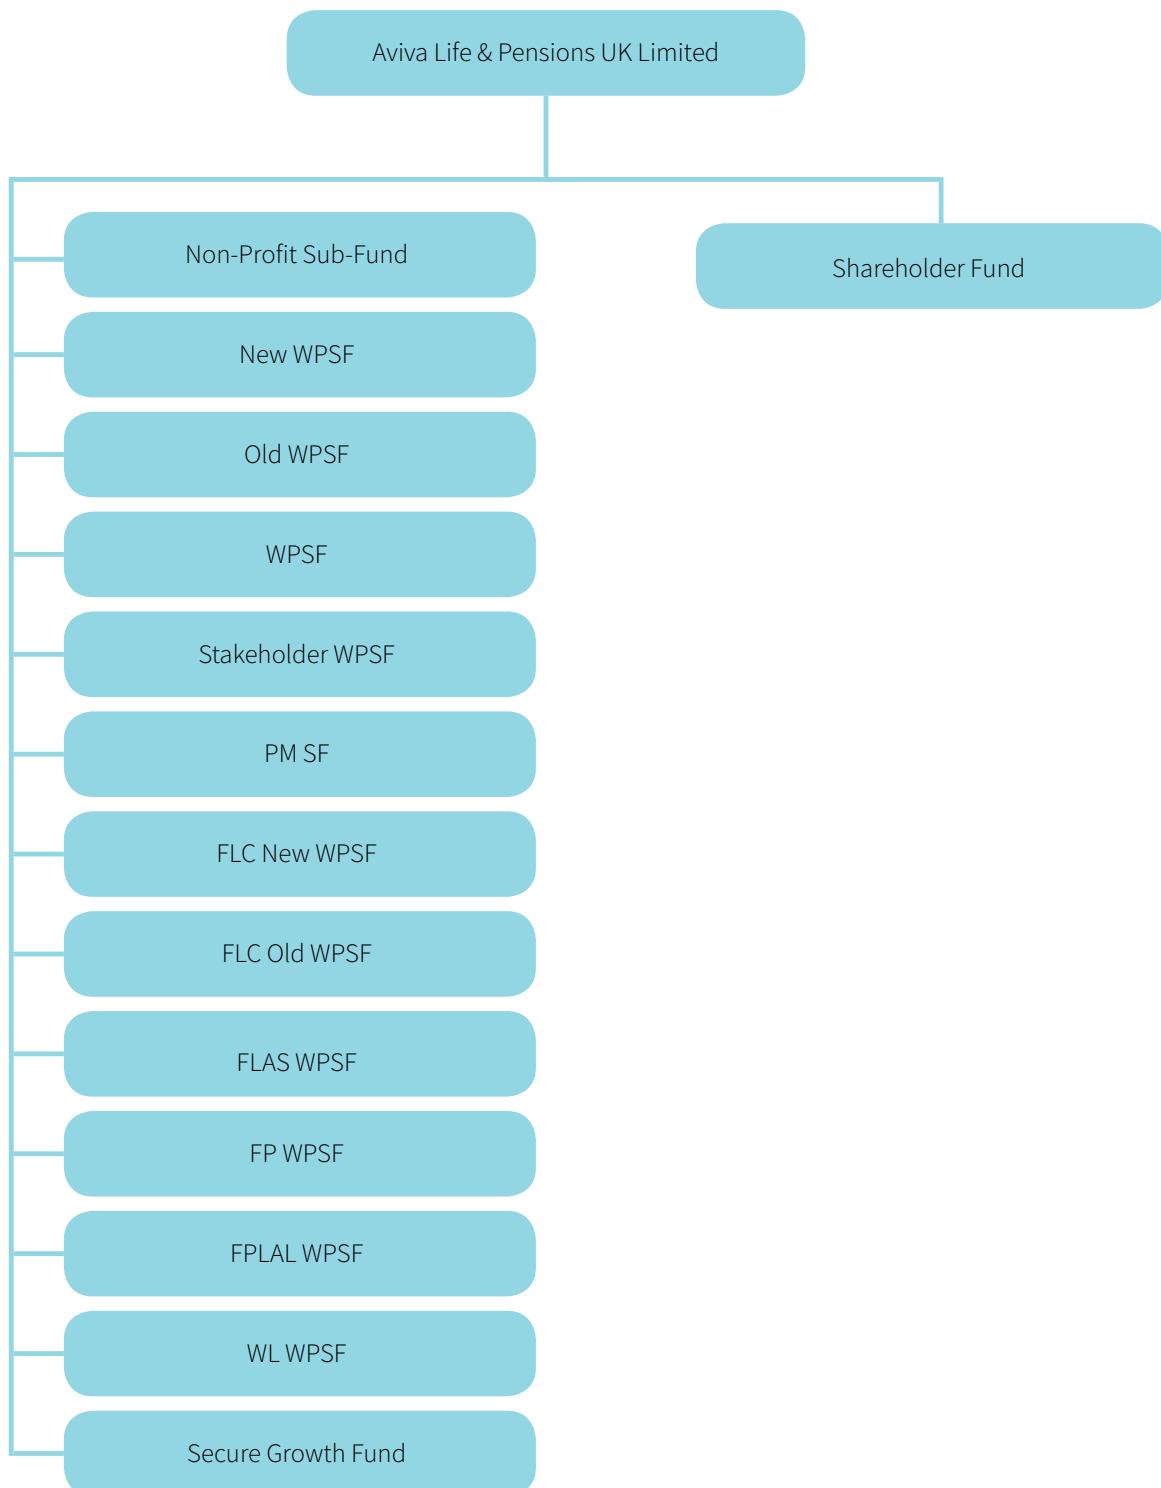 Aviva Life & Pensions UK Limited
Non-Profit Sub-Fund
Shareholder Fund
New WPSF
Old WPSF
WPSF
Stakeholder WPSF
PM SF
FLC New WPSF
FLC Old WPSF
FLAS WPSF
FP WPSF
FPLAL WPSF
WL WPSF
Secure Growth Fund